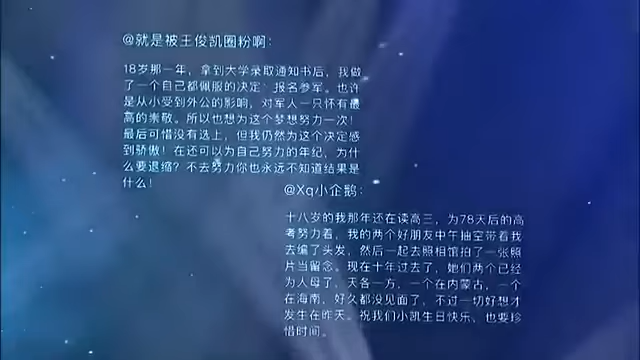 @就是被王俊凯圈粉啊：
18岁那一年，拿到大学录取通知书后，我做
了一个自己都佩服的决定：报名参军。也许
是从小受到外公的影响，对军人一只怀有最
高的崇敬。所以也想为这个梦想努力一次！
最后可惜没有选上，但我仍然为这个决定感
到骄傲！在还可以为自己努力的年纪，为什
么要退缩？不去努力你也永远不知道结果是
什么！
@Xq小企鹅：
十八岁的我那年还在读高三，为78天后的高
考努力着，我的两个好朋友中午抽空带着我
去编了头发，然后一起去照相馆拍了一张照
片当留念。现在十年过去了，她们两个已经
为人母了，天各一方，一个在内蒙古，一个
在海南，好久都没见面了，不过一切好想才
发生在昨天。祝我们小凯生日快乐，也要珍
惜时间。